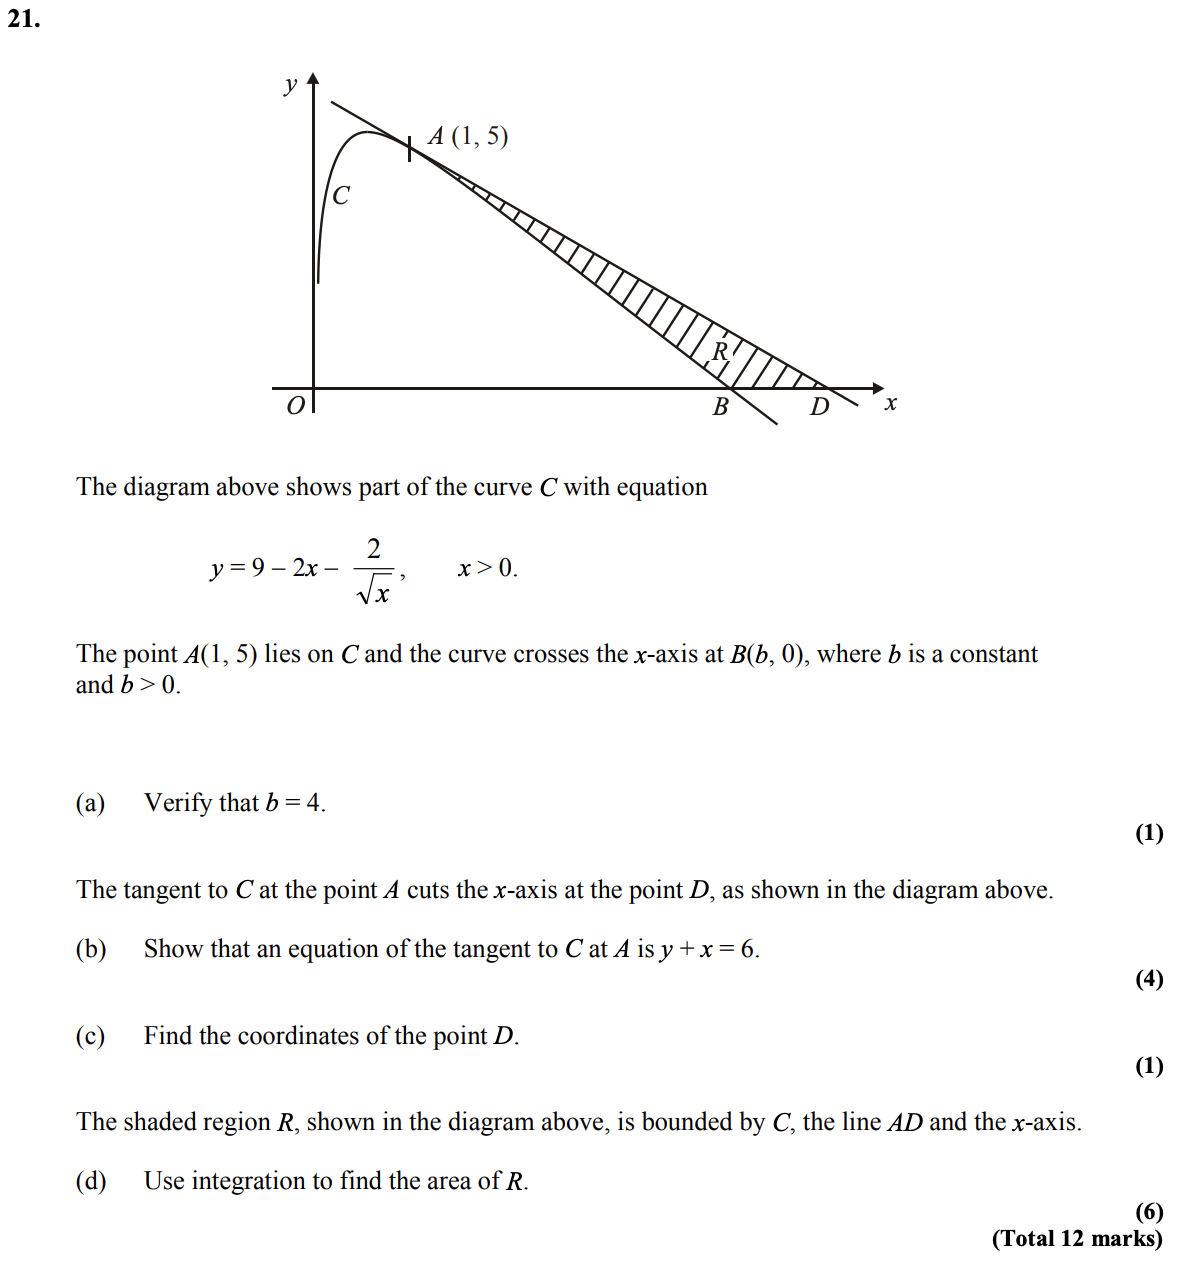 21.
y
A (1, 5)
C
R
O
B
D
x
The diagram above shows part of the curve C with equation
y = 9 – 2x – 2/√x, x > 0.
The point A(1, 5) lies on C and the curve crosses the x-axis at B(b, 0), where b is a constant
and b > 0.
(a) Verify that b = 4.
(1)
The tangent to C at the point A cuts the x-axis at the point D, as shown in the diagram above.
(b) Show that an equation of the tangent to C at A is y + x = 6.
(4)
(c) Find the coordinates of the point D.
(1)
The shaded region R, shown in the diagram above, is bounded by C, the line AD and the x-axis.
(d) Use integration to find the area of R.
(6)
(Total 12 marks)